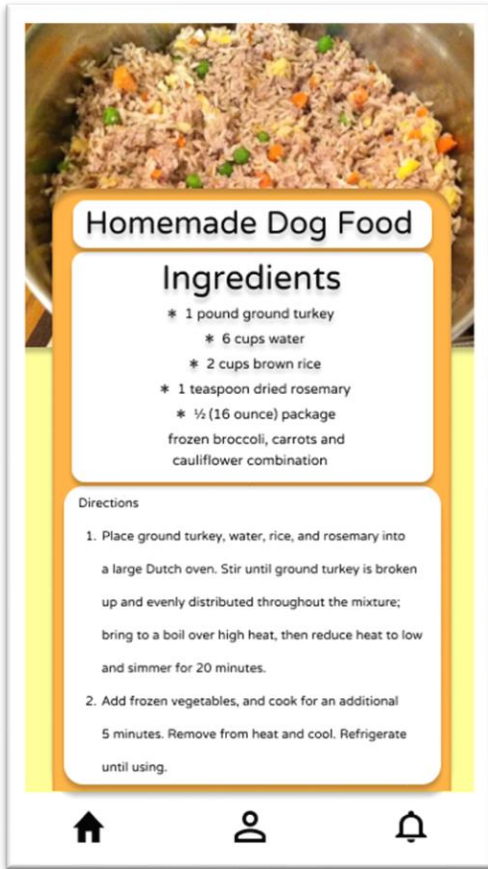 Homemade Dog Food
Ingredients
* 1 pound ground turkey
* 6 cups water
* 2 cups brown rice
* 1 teaspoon dried rosemary
* ½ (16 ounce) package
frozen broccoli, carrots and
cauliflower combination
Directions
1. Place ground turkey, water, rice, and rosemary into
a large Dutch oven. Stir until ground turkey is broken
up and evenly distributed throughout the mixture;
bring to a boil over high heat, then reduce heat to low
and simmer for 20 minutes.
2. Add frozen vegetables, and cook for an additional
5 minutes. Remove from heat and cool. Refrigerate
until using.